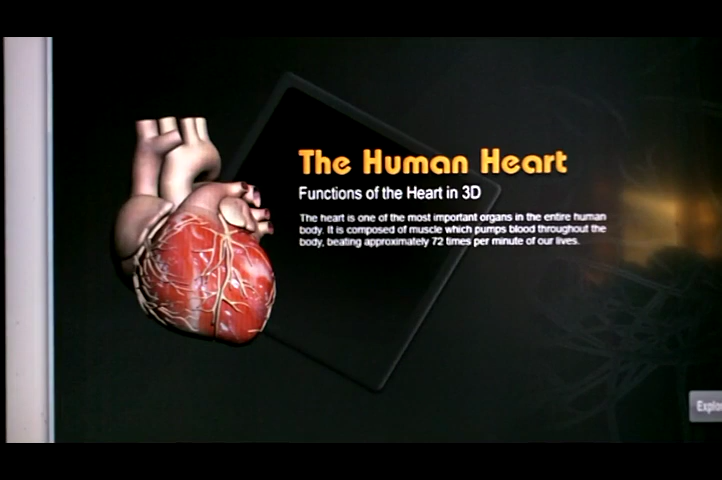 The Human Heart
Functions of the Heart in 3D
The heart is one of the most important organs in the entire human
body. It is composed of muscle which pumps blood throughout the
body, beating approximately 72 times per minute of our lives.